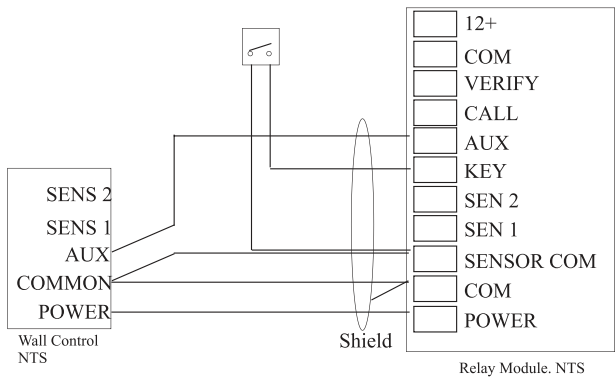 12+
COM
VERIFY
CALL
AUX
KEY
SEN 2
SEN 1
SENSOR COM
COM
POWER
SENS 2
SENS 1
AUX
COMMON
POWER
Wall Control
NTS
Shield
Relay Module. NTS